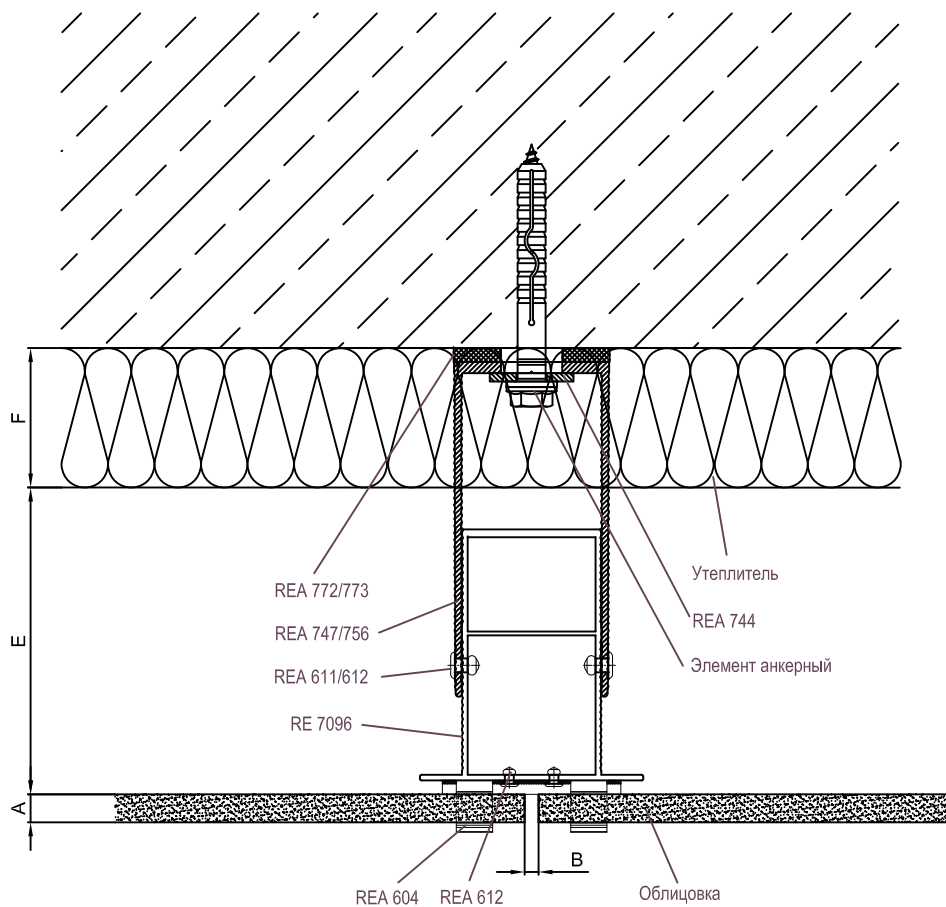 F
Утеплитель
REA 772/773
REA 744
REA 747/756
E
Элемент анкерный
REA 611/612
RE 7096
A
B
REA 604
REA 612
Облицовка